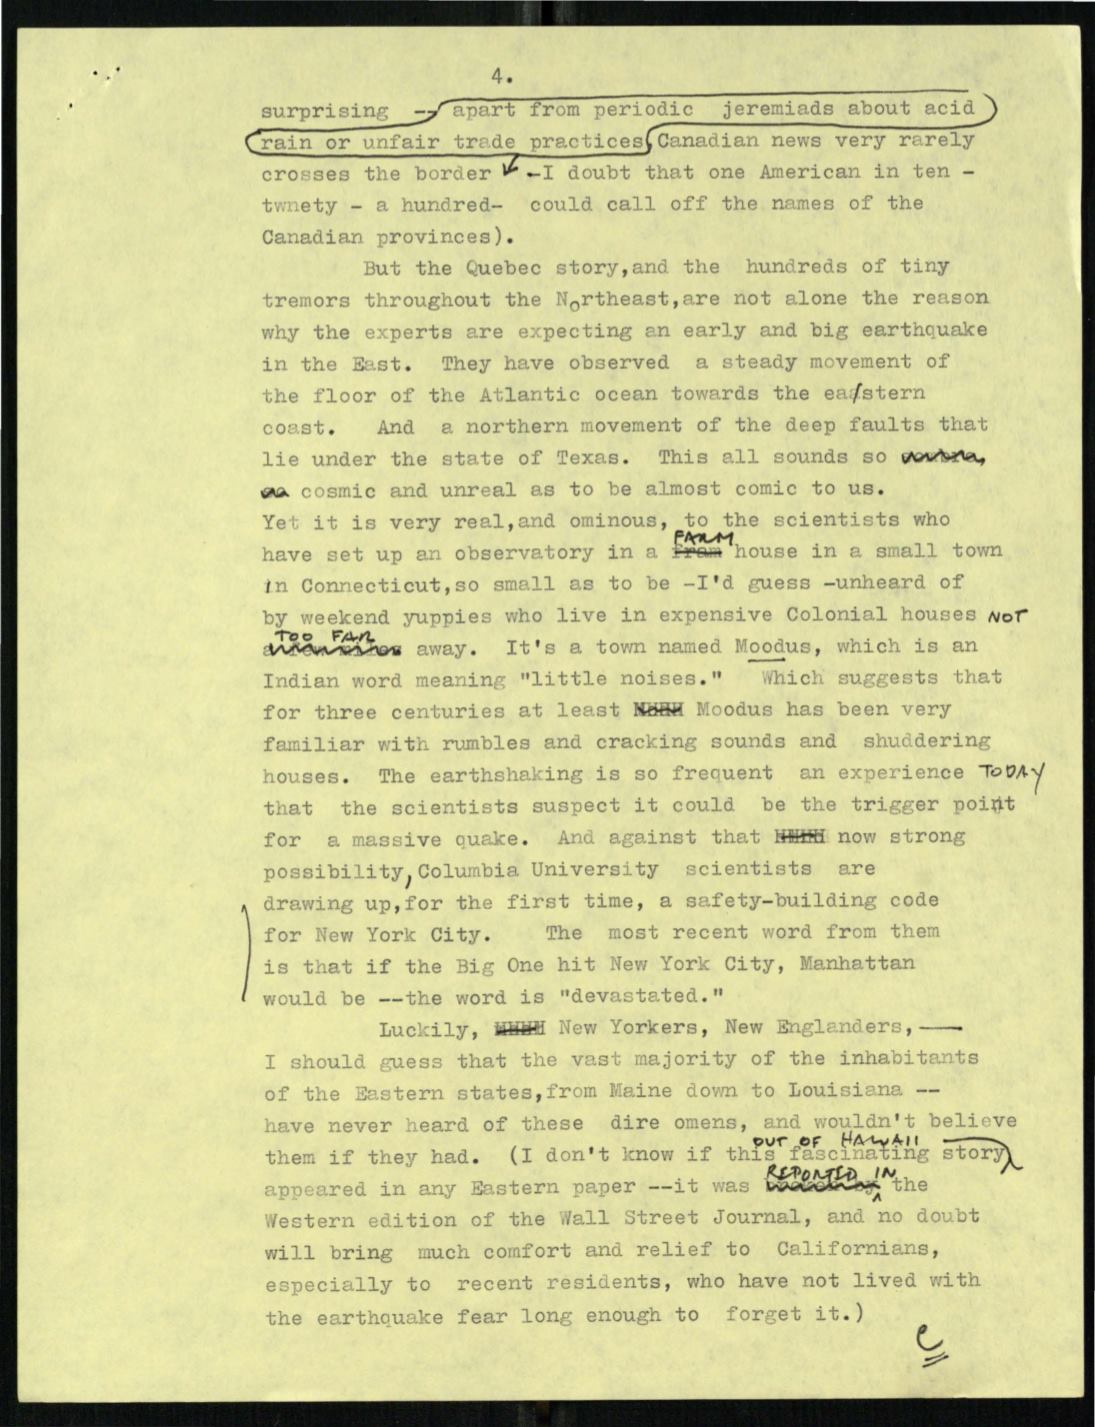 4.
surprising -- apart from periodic jeremiads about acid
rain or unfair trade practices Canadian news very rarely
crosses the border -I doubt that one American in ten -
twnety - a hundred- could call off the names of the
Canadian provinces).
But the Quebec story,and the hundreds of tiny
tremors throughout the Northeast,are not alone the reason
why the experts are expecting an early and big earthquake
in the East. They have observed a steady movement of
the floor of the Atlantic ocean towards the eastern
coast. And a northern movement of the deep faults that
lie under the state of Texas. This all sounds so
cosmic and unreal as to be almost comic to us.
Yet it is very real,and ominous, to the scientists who
FARM
have set up an observatory in a fram house in a small town
in Connecticut,so small as to be -I'd guess -unheard of
by weekend yuppies who live in expensive Colonial houses NOT
TOO FAR
away. It's a town named Moodus, which is an
Indian word meaning "little noises." Which suggests that
for three centuries at least Moodus has been very
familiar with rumbles and cracking sounds and shuddering
houses. The earthshaking is so frequent an experience TODAY
that the scientists suspect it could be the trigger point
for a massive quake. And against that now strong
possibility, Columbia University scientists are
drawing up,for the first time, a safety-building code
for New York City. The most recent word from them
is that if the Big One hit New York City, Manhattan
would be --the word is "devastated."
Luckily, New Yorkers, New Englanders, —
I should guess that the vast majority of the inhabitants
of the Eastern states,from Maine down to Louisiana --
have never heard of these dire omens, and wouldn't believe
OUT OF HAWAII
them if they had. (I don't know if this fascinating story
REPORTED IN
appeared in any Eastern paper --it was the
Western edition of the Wall Street Journal, and no doubt
will bring much comfort and relief to Californians,
especially to recent residents, who have not lived with
the earthquake fear long enough to forget it.)